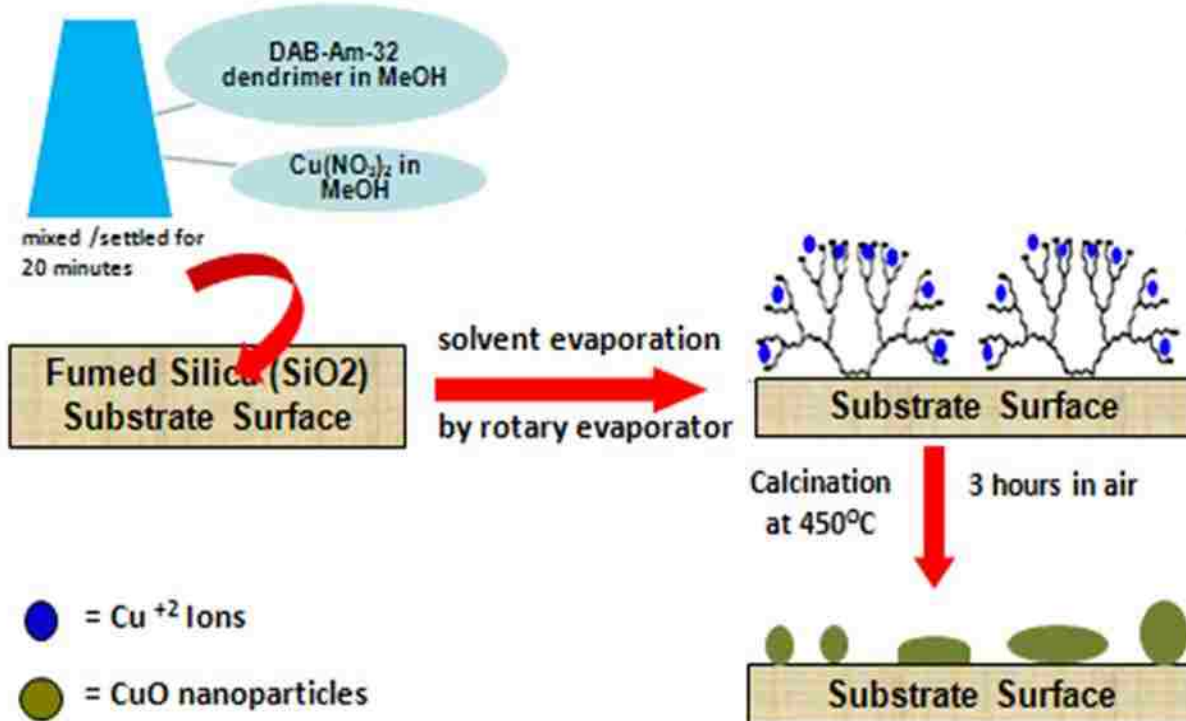 DAB-Am-32
dendrimer in MeOH
Cu(NO₃)₂ in
MeOH
mixed /settled for
20 minutes
Fumed Silica (SiO2)
Substrate Surface
solvent evaporation
by rotary evaporator
Substrate Surface
Calcination
at 450⁰C
3 hours in air
= Cu ⁺² Ions
= CuO nanoparticles
Substrate Surface